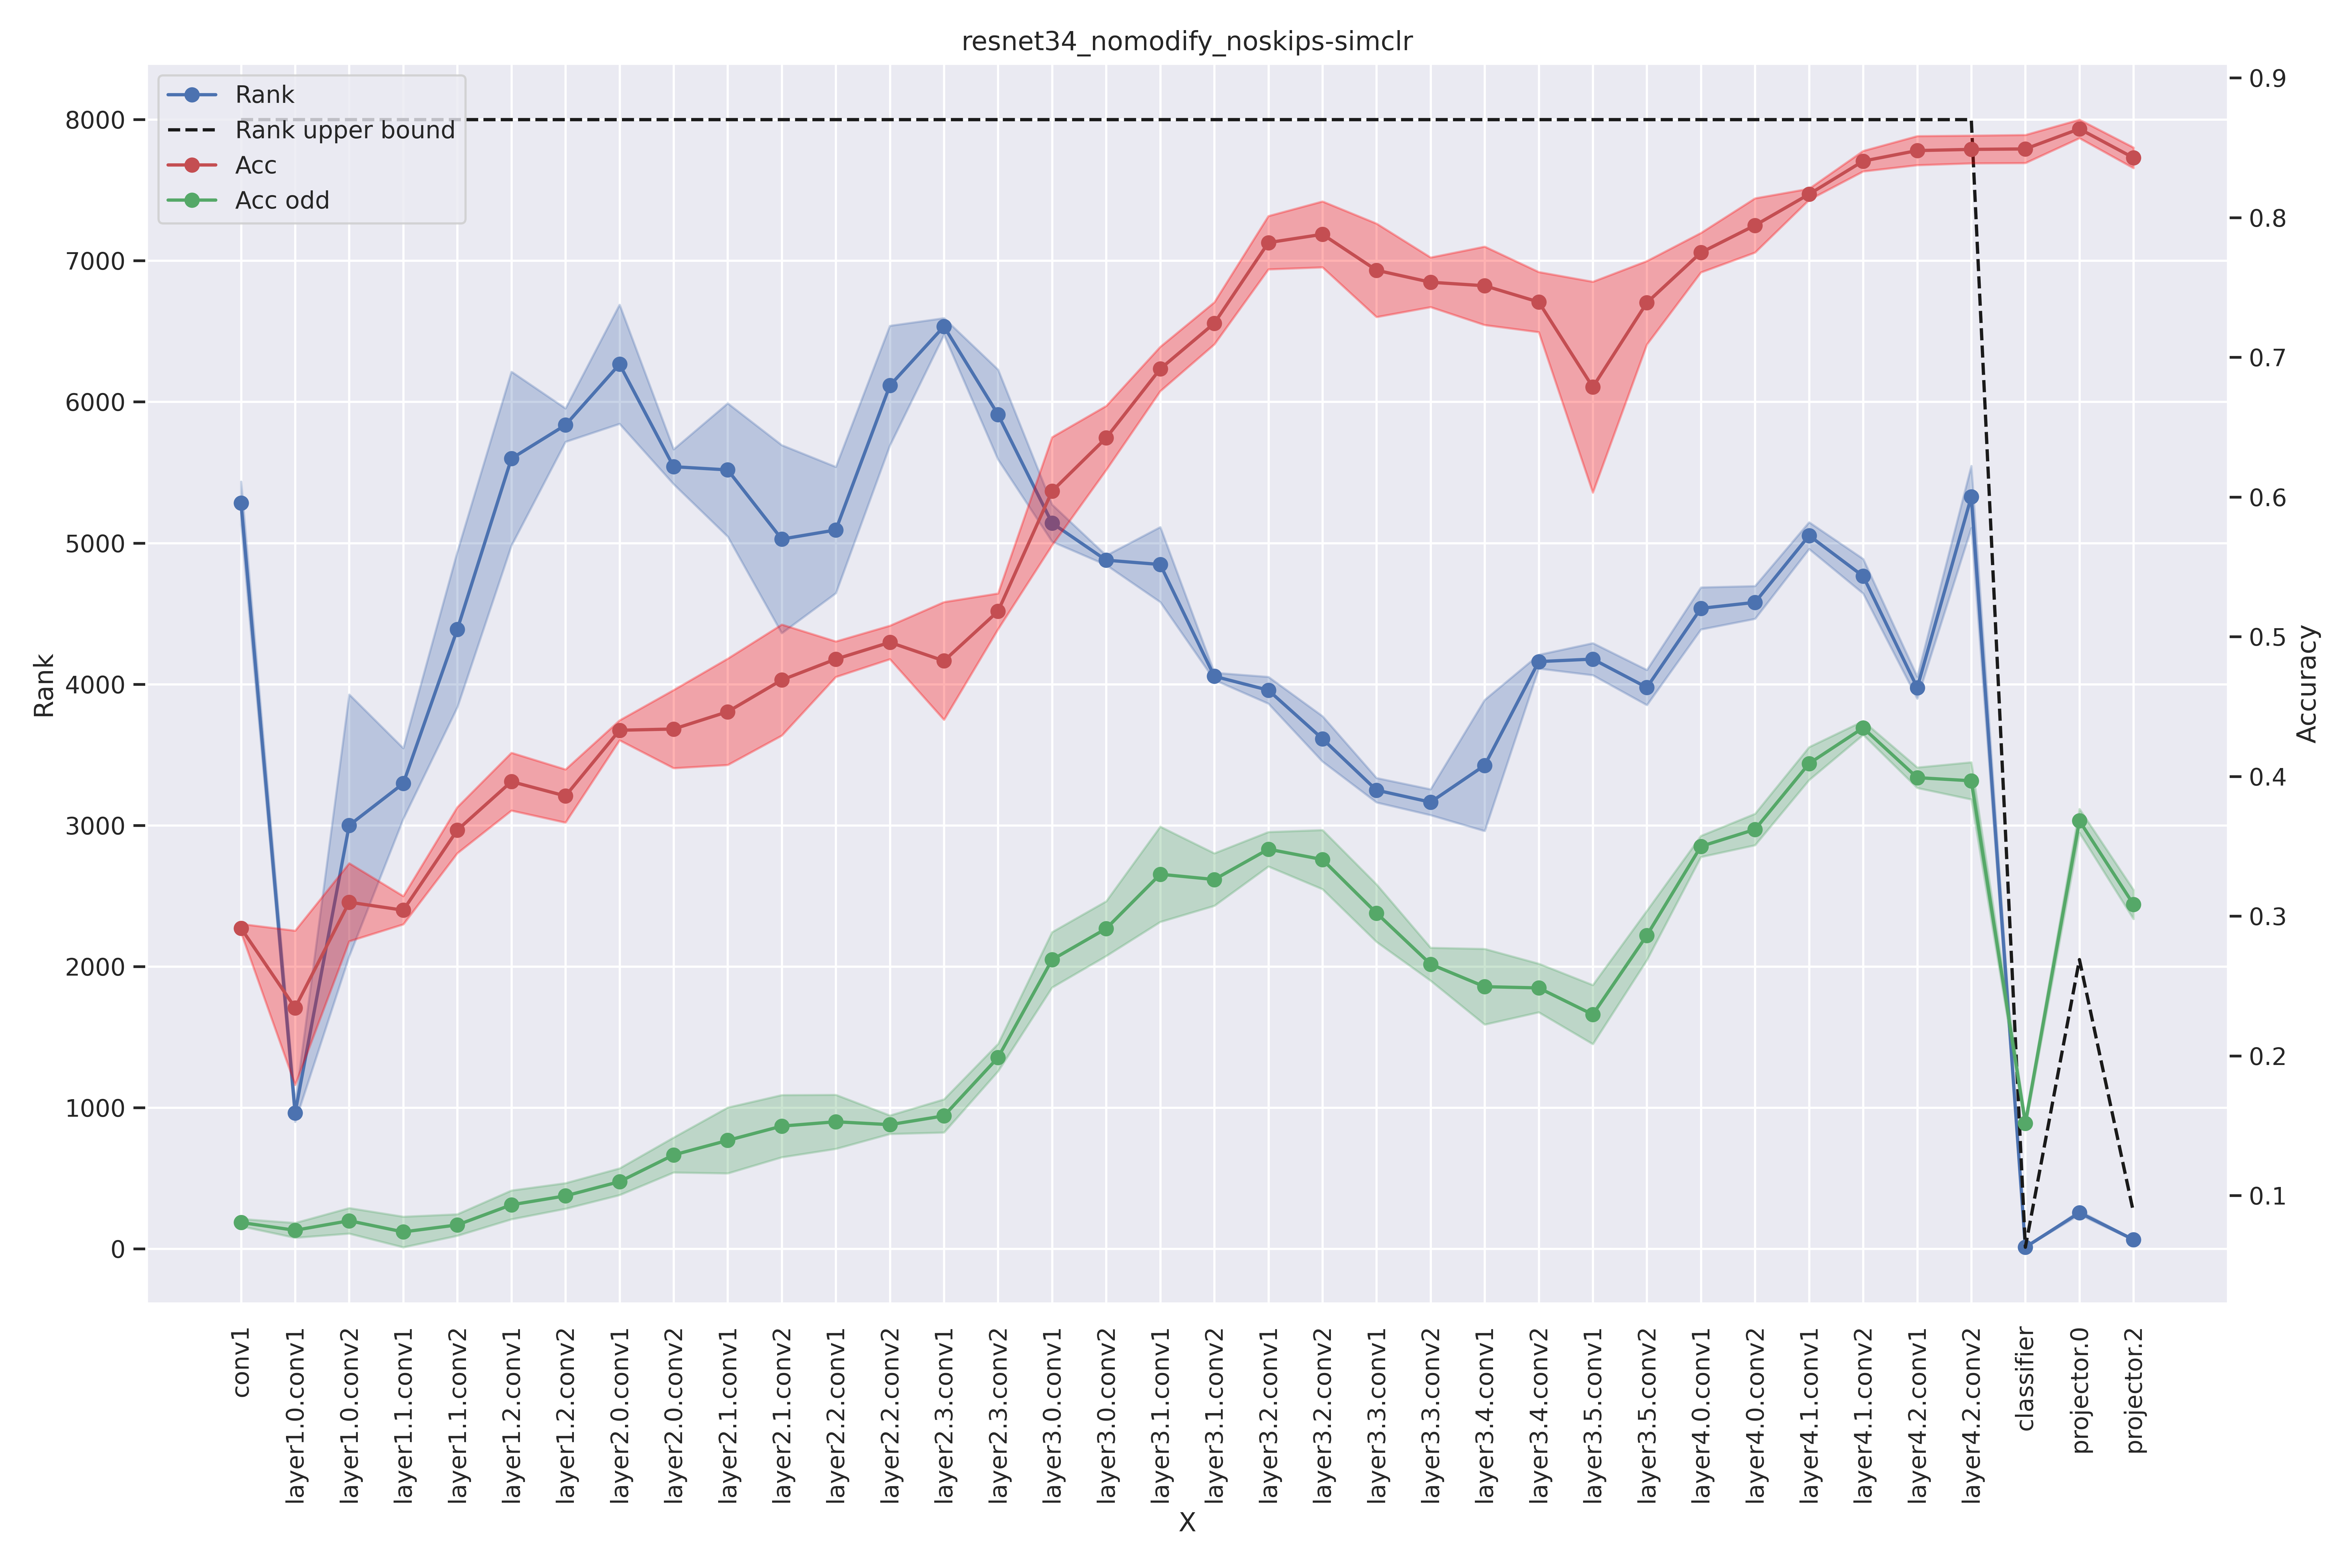 resnet34_nomodify_noskips-simclr
Rank
Rank upper bound
Acc
Acc odd
8000
7000
6000
5000
4000
3000
2000
1000
0
Rank
0.9
0.8
0.7
0.6
0.5
0.4
0.3
0.2
0.1
Accuracy
conv1
layer1.0.conv1
layer1.0.conv2
layer1.1.conv1
layer1.1.conv2
layer1.2.conv1
layer1.2.conv2
layer2.0.conv1
layer2.0.conv2
layer2.1.conv1
layer2.1.conv2
layer2.2.conv1
layer2.2.conv2
layer2.3.conv1
layer2.3.conv2
layer3.0.conv1
layer3.0.conv2
layer3.1.conv1
layer3.1.conv2
layer3.2.conv1
layer3.2.conv2
layer3.3.conv1
layer3.3.conv2
layer3.4.conv1
layer3.4.conv2
layer3.5.conv1
layer3.5.conv2
layer4.0.conv1
layer4.0.conv2
layer4.1.conv1
layer4.1.conv2
layer4.2.conv1
layer4.2.conv2
classifier
projector.0
projector.2
X